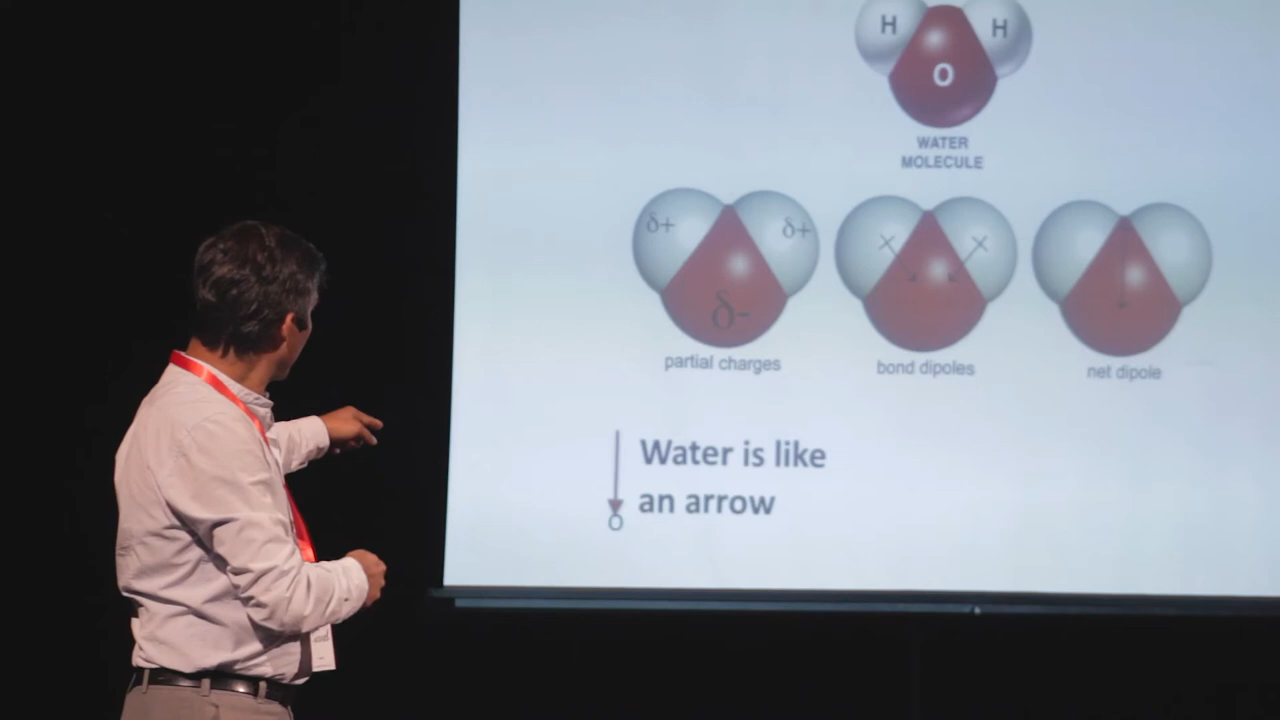 H H
O
WATER
MOLECULE
δ+ δ+
δ-
partial charges bond dipoles net dipole
Water is like
an arrow
O